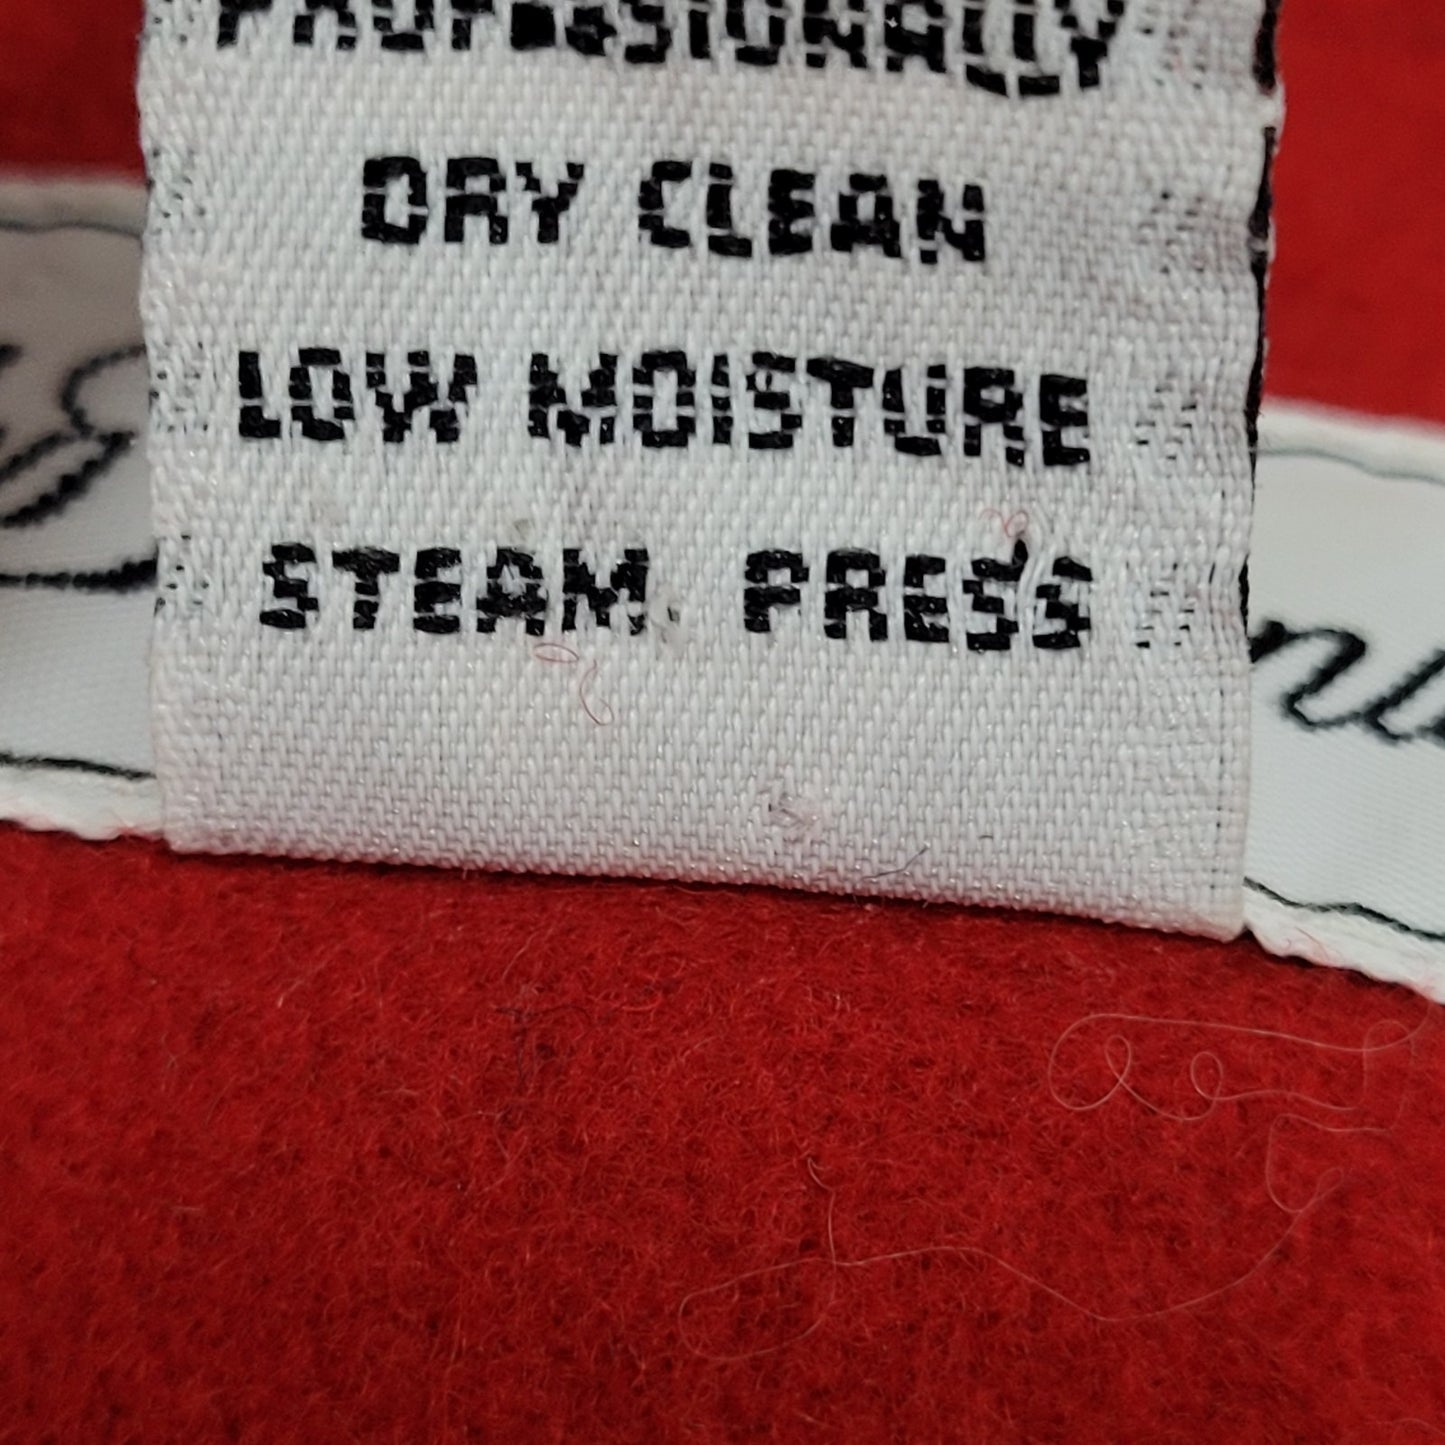 PROFESSIONALLY
DRY CLEAN
LOW MOISTURE
STEAM PRESS